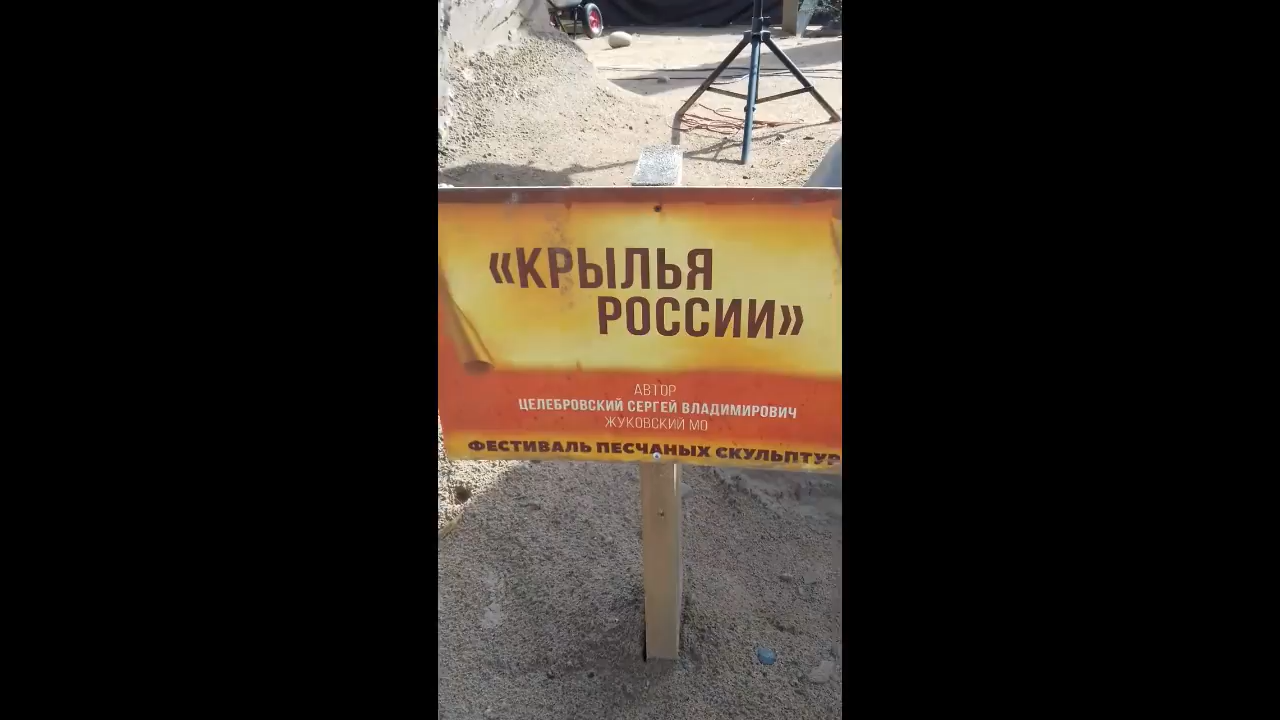 «КРЫЛЬЯ
РОССИИ»
АВТОР
ЦЕЛЕБРОВСКИЙ СЕРГЕЙ ВЛАДИМИРОВИЧ
ЖУКОВСКИЙ МО
ФЕСТИВАЛЬ ПЕСЧАНЫХ СКУЛЬПТУР